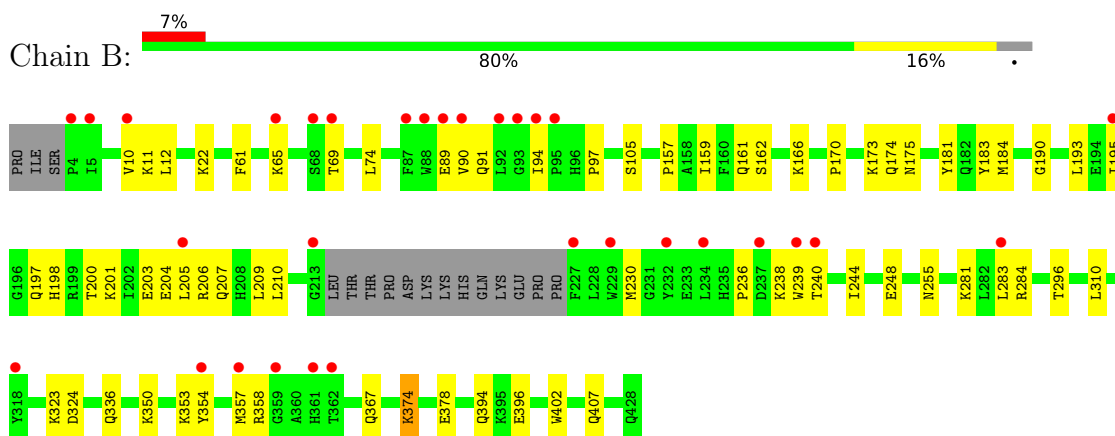 7%
Chain B:
80% 16% •
PRO ILE SER P4 I5 V10 K11 L12 K22 F61 K65 S68 T69 L74 F87 W88 E89 V90 Q91 L92 G93 I94 P95 H96 P97 S105 P157 A158 I159 F160 Q161 S162 K166 P170 K173 Q174 N175 Y181 Q182 Y183 M184 G190 L193 E194 I195
G196 Q197 H198 R199 T200 I202 K201 E203 E204 L205 R206 Q207 H208 L209 L210 G213 LEU THR THR PRO ASP LYS LYS HIS GLN LYS GLU PRO PRO F227 L228 W229 M230 G231 Y232 E233 L234 H235 P236 D237 K238 W239 T240 I244 E248 N255 K281 L282 L283 R284 T296 L310
Y318 K323 D324 Q336 K350 K353 Y354 M357 R358 G359 A360 H361 T362 Q367 K374 E378 Q394 K395 E396 W402 Q407 Q428